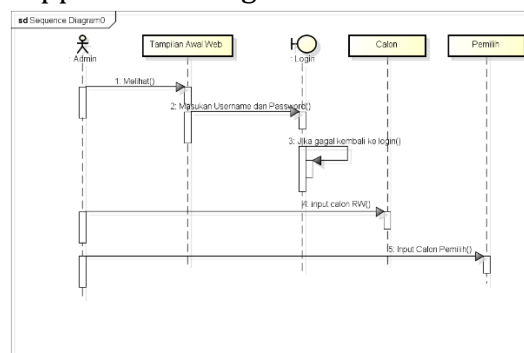 sd Sequence Diagram0
: Admin
Tampilan Awal Web
: Login
Calon
Pemilih
1: Melihat()
2: Masukan Username dan Password()
3: Jika gagal kembali ke login()
4: input calon RW()
5: Input Calon Pemilih()